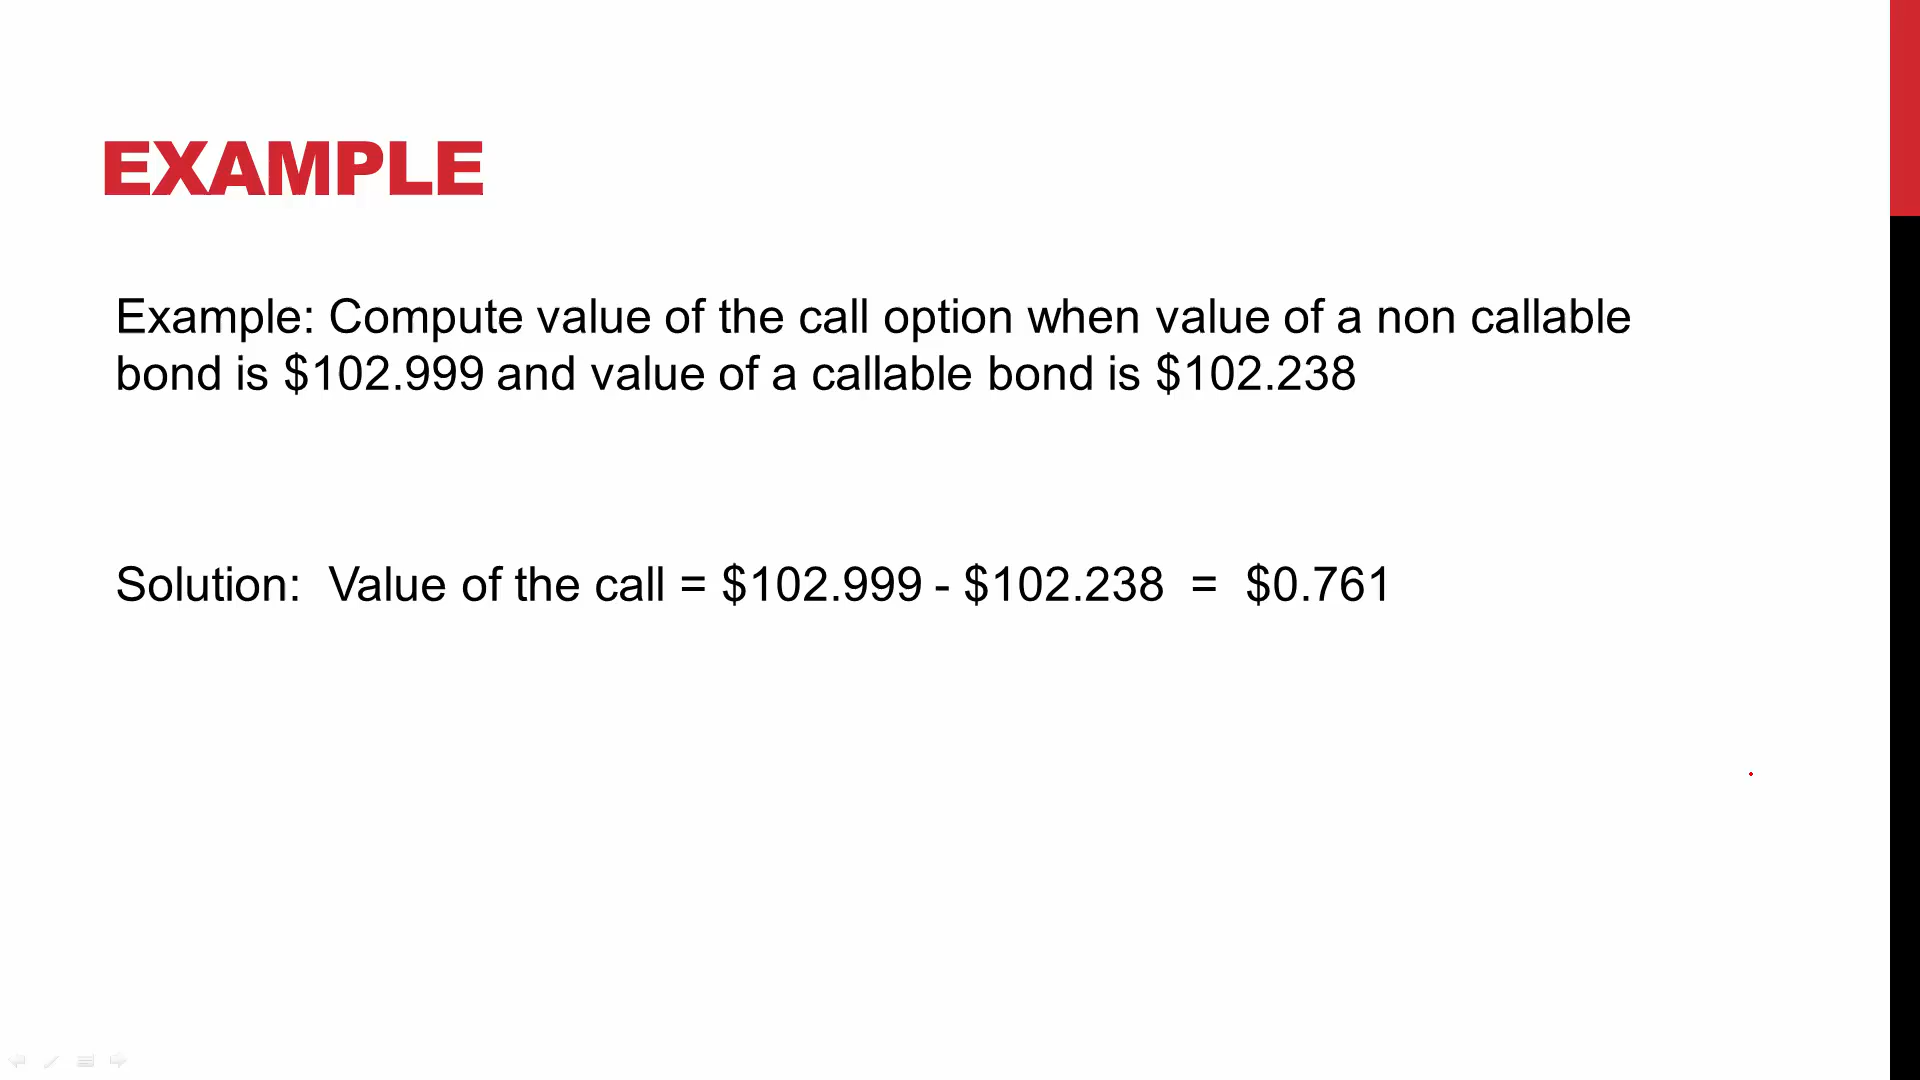 EXAMPLE
Example: Compute value of the call option when value of a non callable
bond is $102.999 and value of a callable bond is $102.238
Solution:  Value of the call = $102.999 - $102.238  =  $0.761